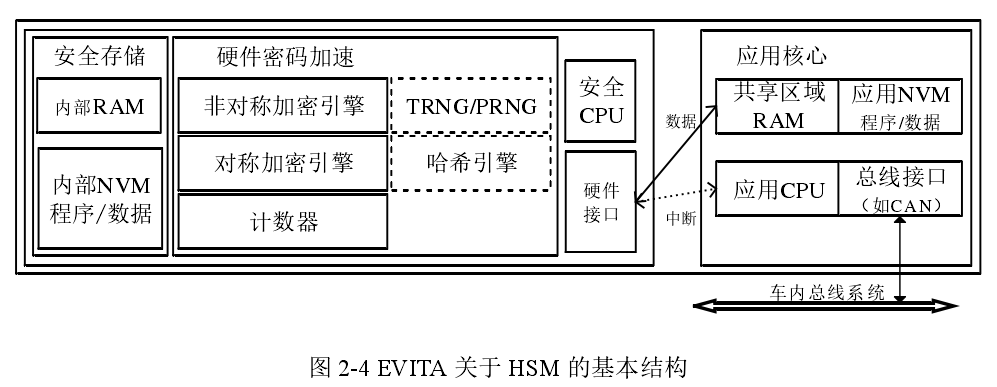 安全存储
内部RAM
内部NVM
程序/数据
硬件密码加速
非对称加密引擎
TRNG/PRNG
对称加密引擎
哈希引擎
计数器
安全
CPU
硬件
接口
数据
中断
应用核心
共享区域
RAM
应用NVM
程序/数据
应用CPU
总线接口
（如CAN）
车内总线系统
图 2-4 EVITA 关于 HSM 的基本结构